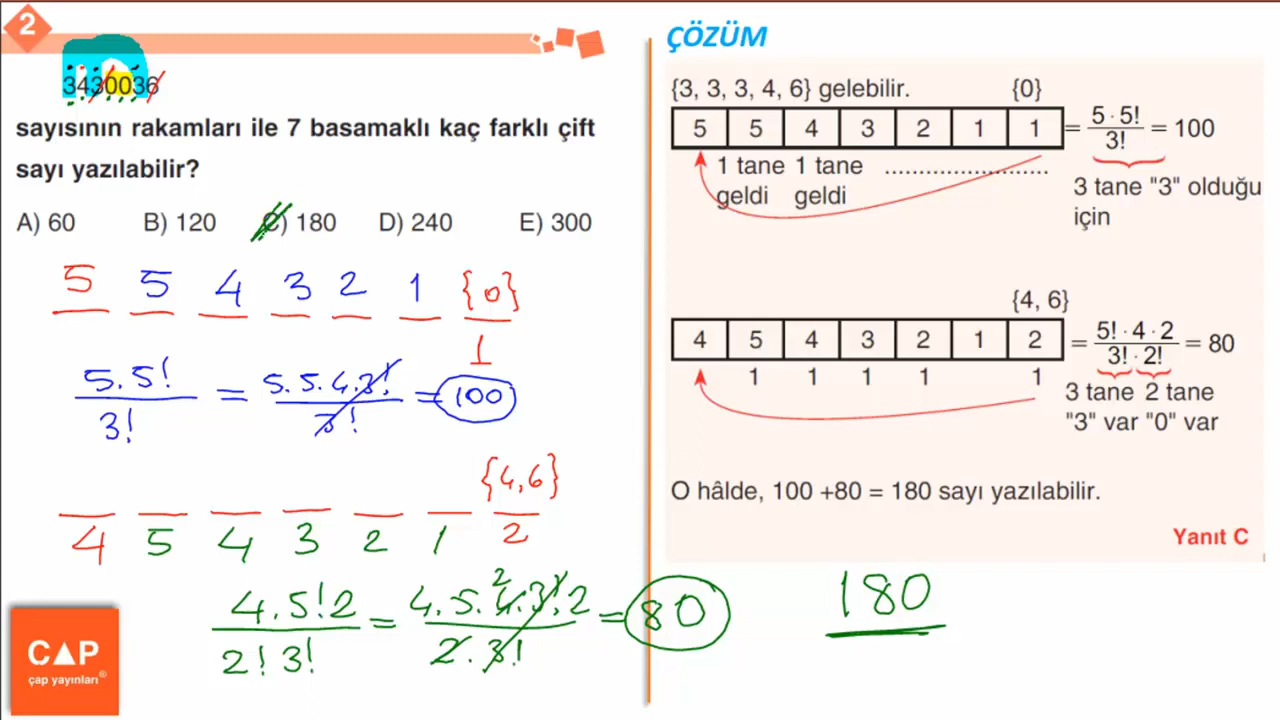 2
3430036
sayısının rakamları ile 7 basamaklı kaç farklı çift
sayı yazılabilir?
A) 60 B) 120 C) 180 D) 240 E) 300
5 5 4 3 2 1 {0}
1
5.5! / 3! = 5.5.4.3! / 3! = 100
{4,6}
4 5 4 3 2 1 2
4.5!2 / 2! 3! = 4.5.4.3!.2 / 2.3! = 80
2
ÇAP
çap yayınları®
ÇÖZÜM
{3, 3, 3, 4, 6} gelebilir. {0}
5 5 4 3 2 1 1 = 5 · 5! / 3! = 100
1 tane 1 tane ........................
geldi geldi
3 tane "3" olduğu
için
{4, 6}
4 5 4 3 2 1 2 = 5! · 4 · 2 / 3! · 2! = 80
1 1 1 1 1
3 tane 2 tane
"3" var "0" var
O hâlde, 100 +80 = 180 sayı yazılabilir.
Yanıt C
180